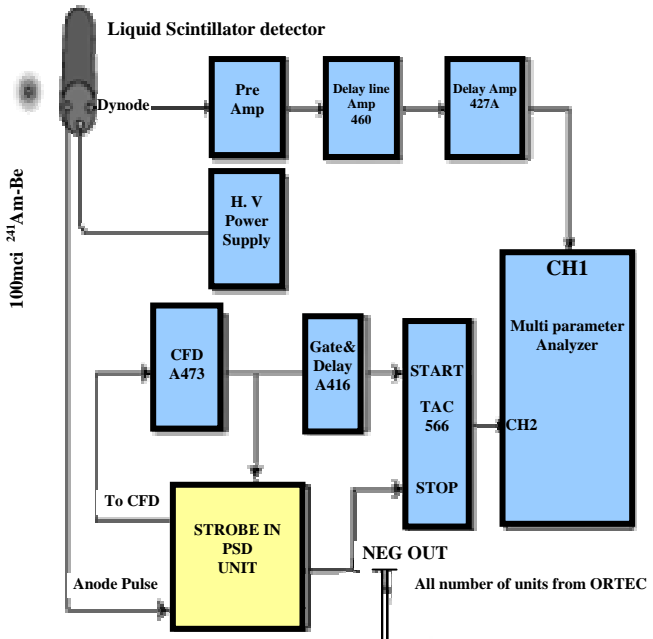 Liquid Scintillator detector
Dynode
Pre
Amp
Delay line
Amp
460
Delay Amp
427A
100mci ²⁴¹Am-Be
H. V
Power
Supply
CH1
Multi parameter
Analyzer
CFD
A473
Gate&
Delay
A416
START
TAC
566
STOP
CH2
To CFD
STROBE IN
PSD
UNIT
NEG OUT
Anode Pulse
All number of units from ORTEC